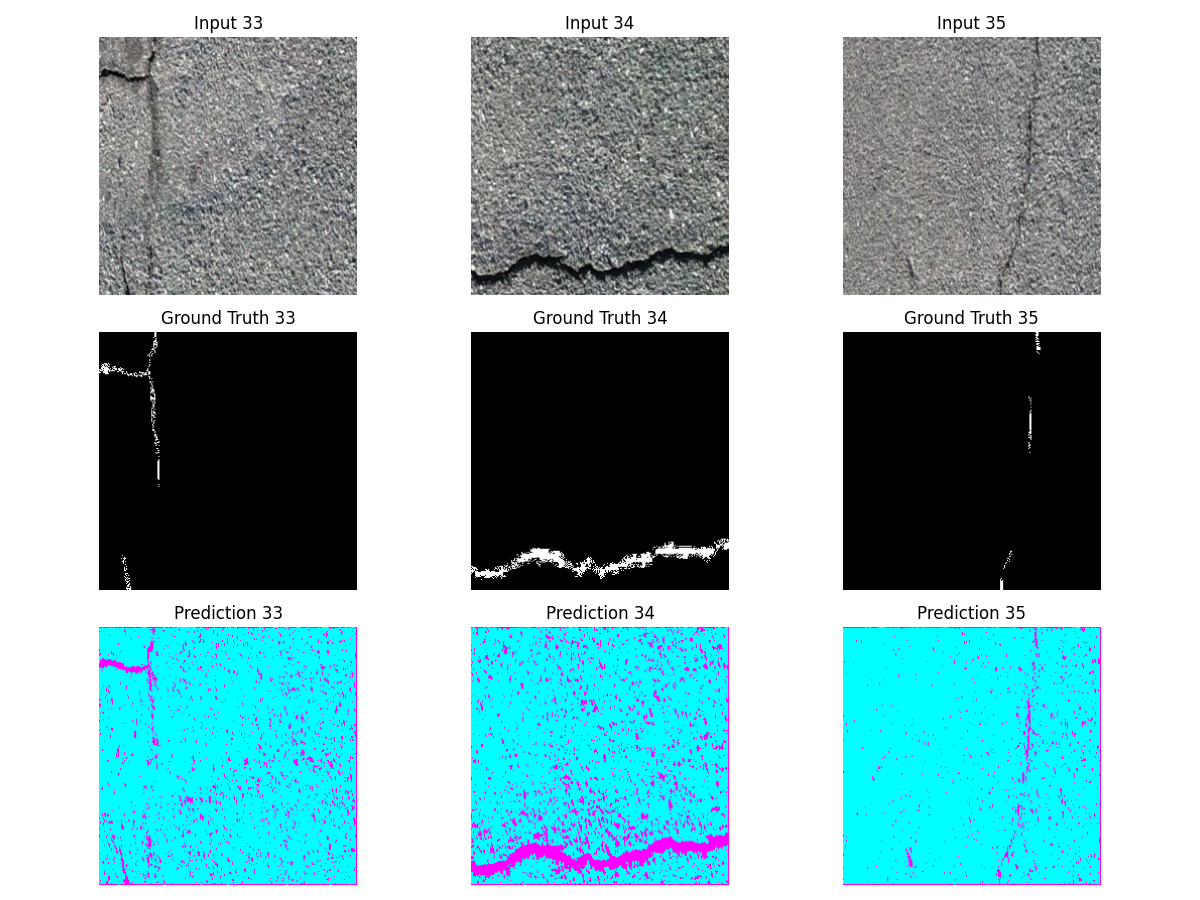 Input 33
Input 34
Input 35
Ground Truth 33
Ground Truth 34
Ground Truth 35
Prediction 33
Prediction 34
Prediction 35